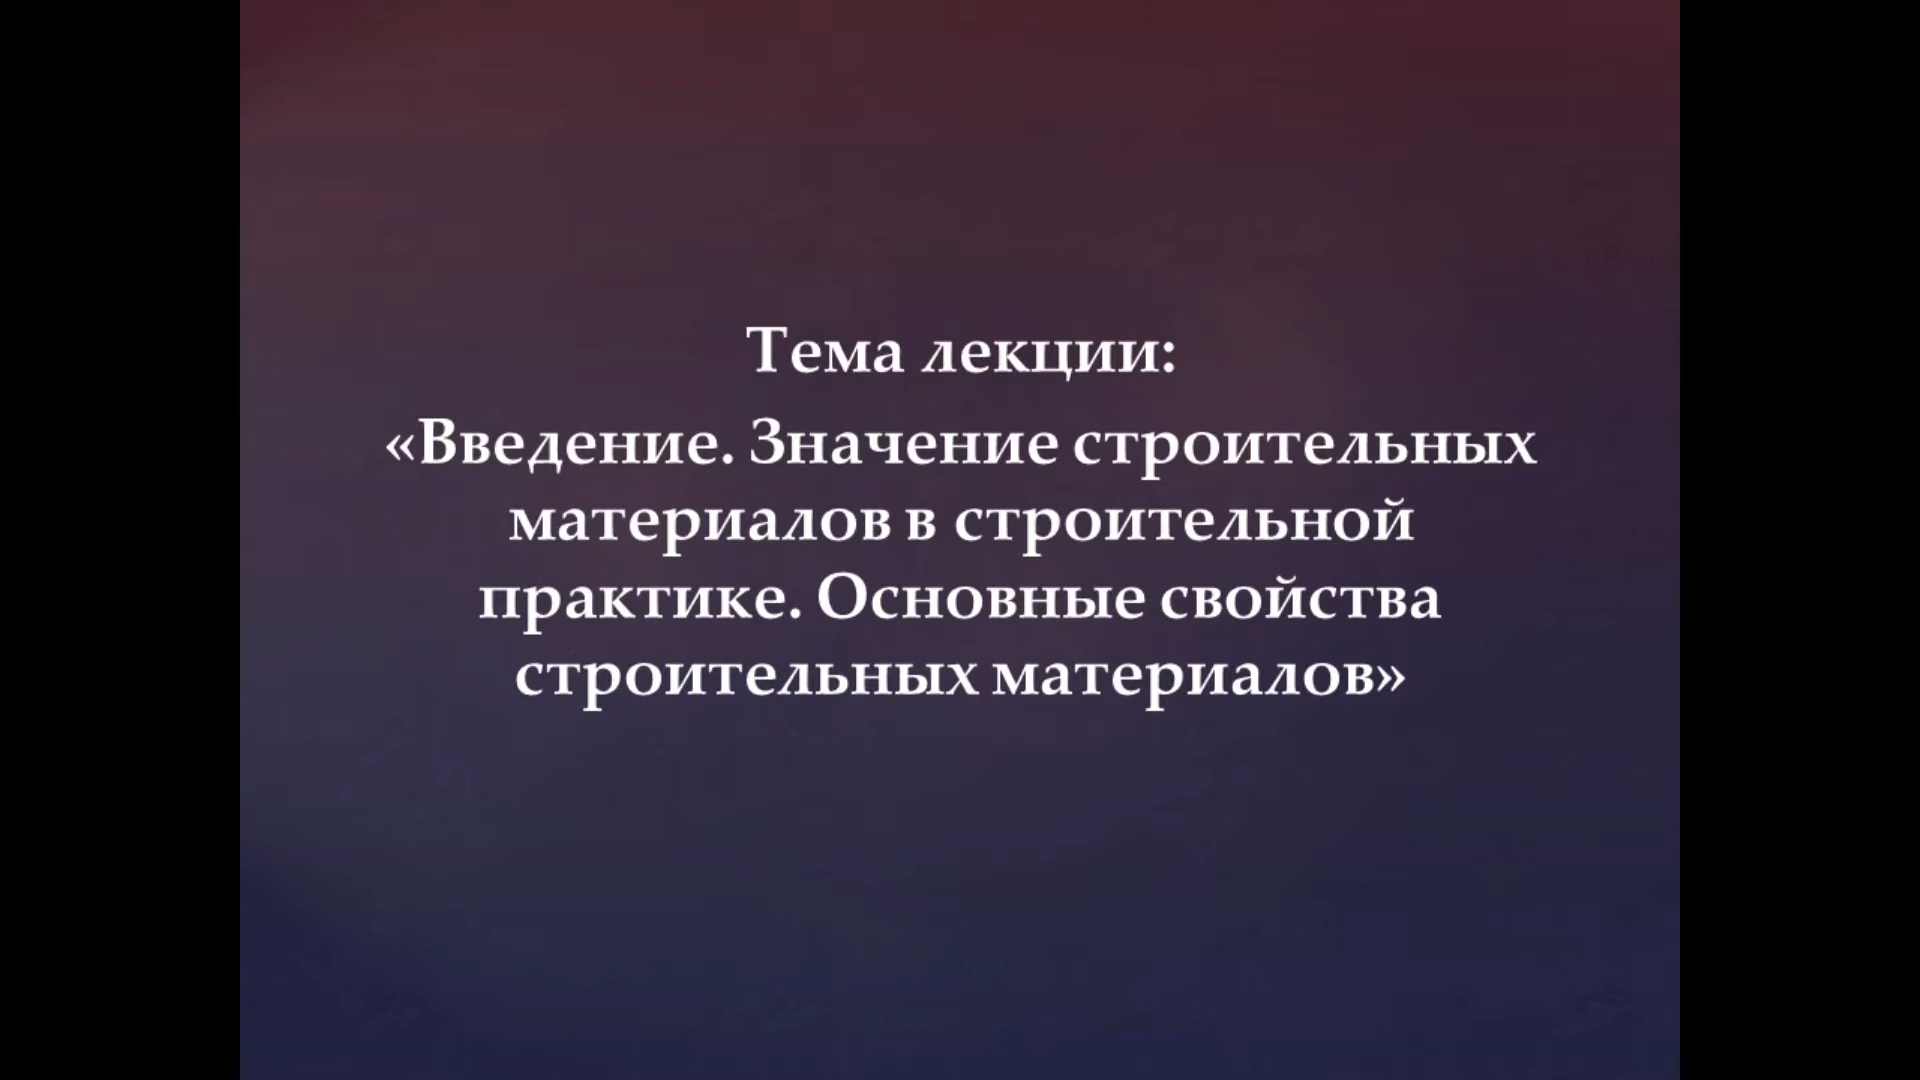 Тема лекции:
«Введение. Значение строительных
материалов в строительной
практике. Основные свойства
строительных материалов»